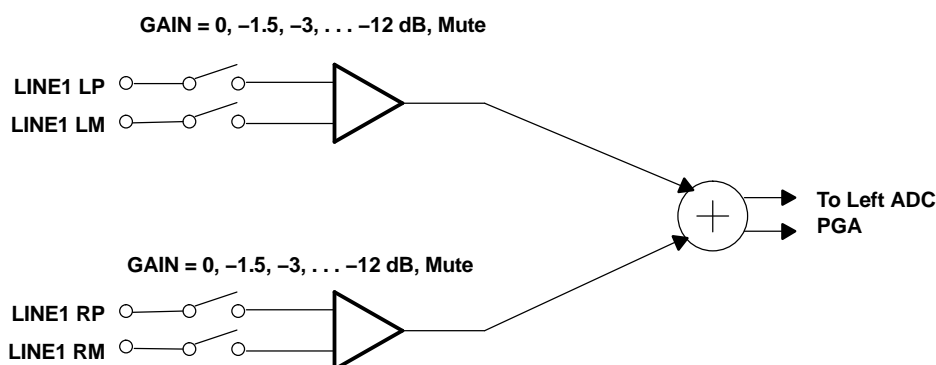 GAIN = 0, −1.5, −3, . . . −12 dB, Mute
LINE1 LP
LINE1 LM
To Left ADC
PGA
GAIN = 0, −1.5, −3, . . . −12 dB, Mute
LINE1 RP
LINE1 RM